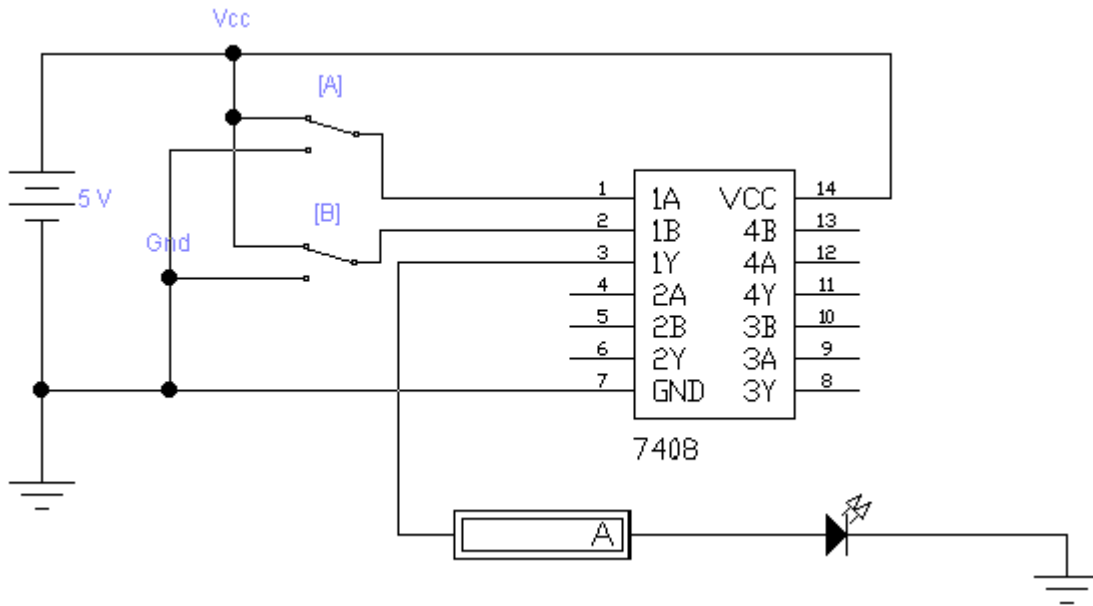 Vcc
[A]
5 V
[B]
Gnd
1 1A VCC 14
2 1B 4B 13
3 1Y 4A 12
4 2A 4Y 11
5 2B 3B 10
6 2Y 3A 9
7 GND 3Y 8
7408
A